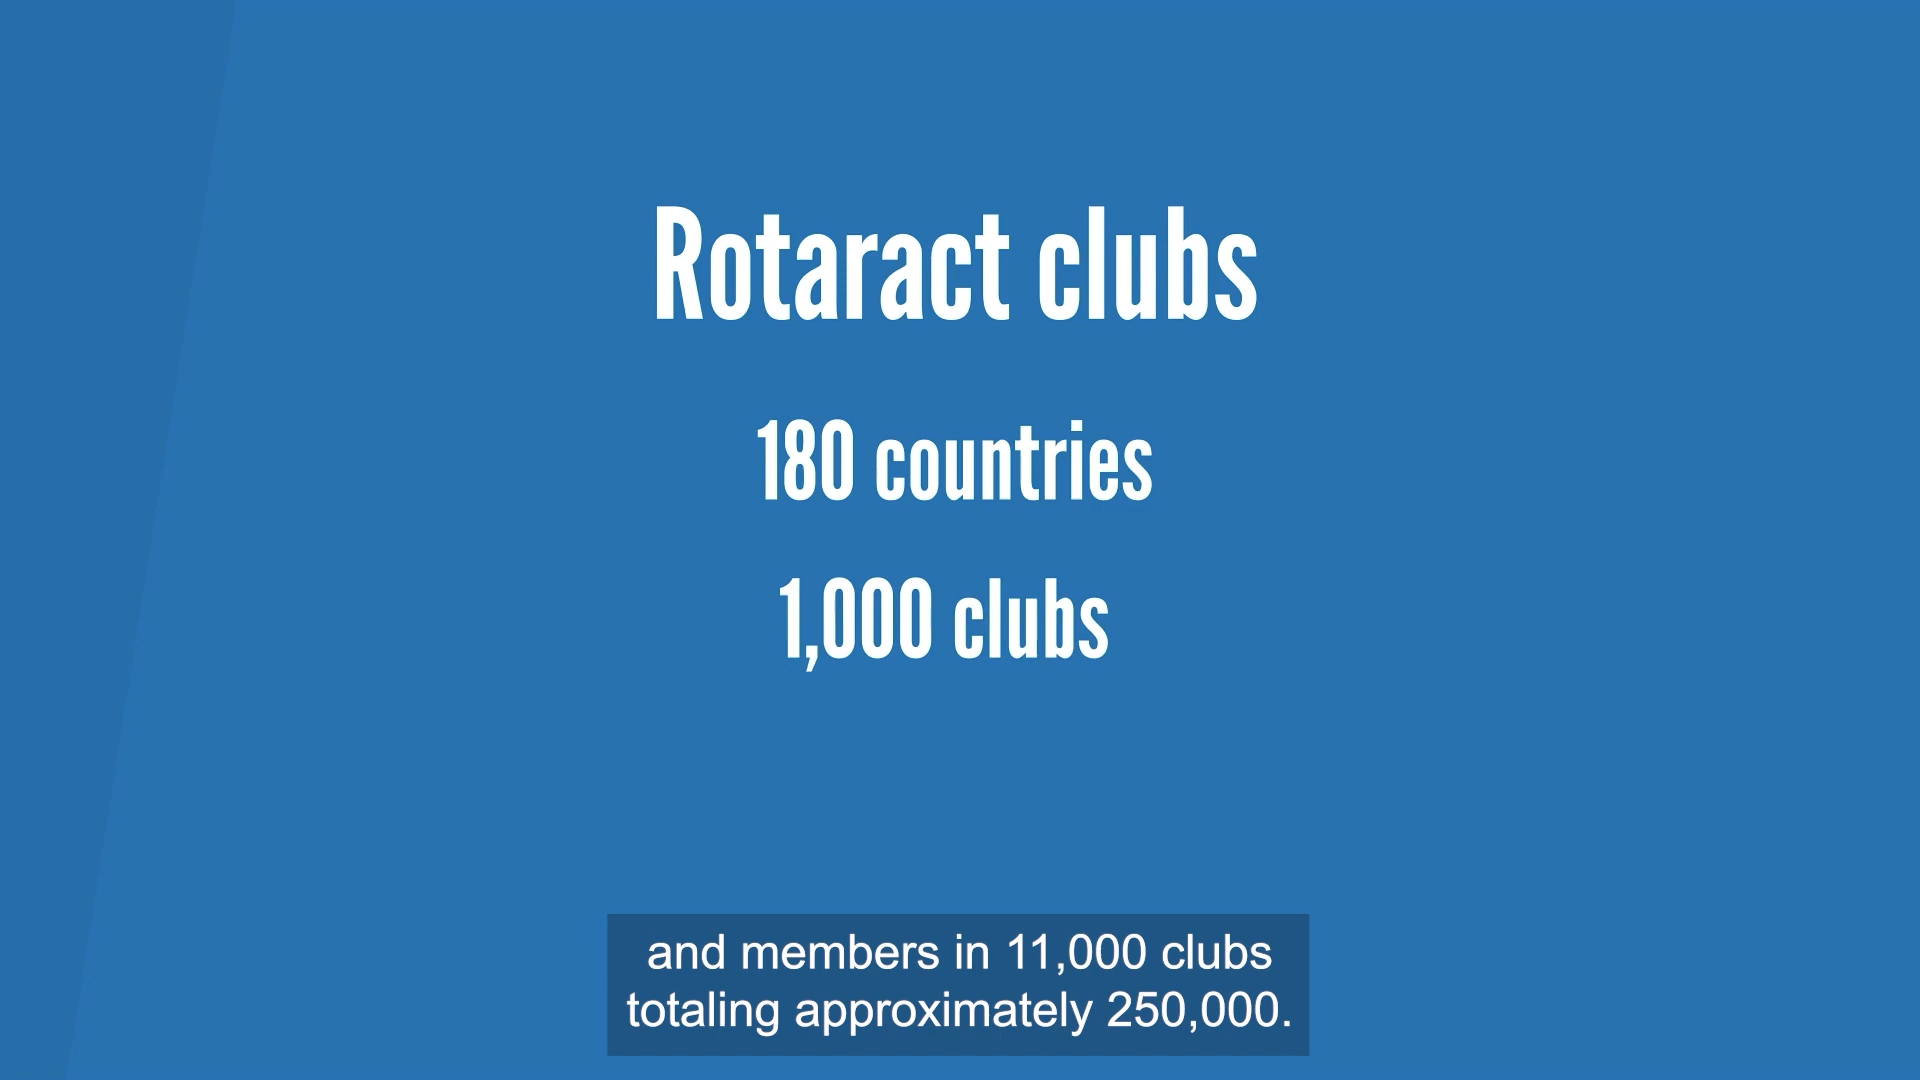 Rotaract clubs
180 countries
1,000 clubs
and members in 11,000 clubs
totaling approximately 250,000.